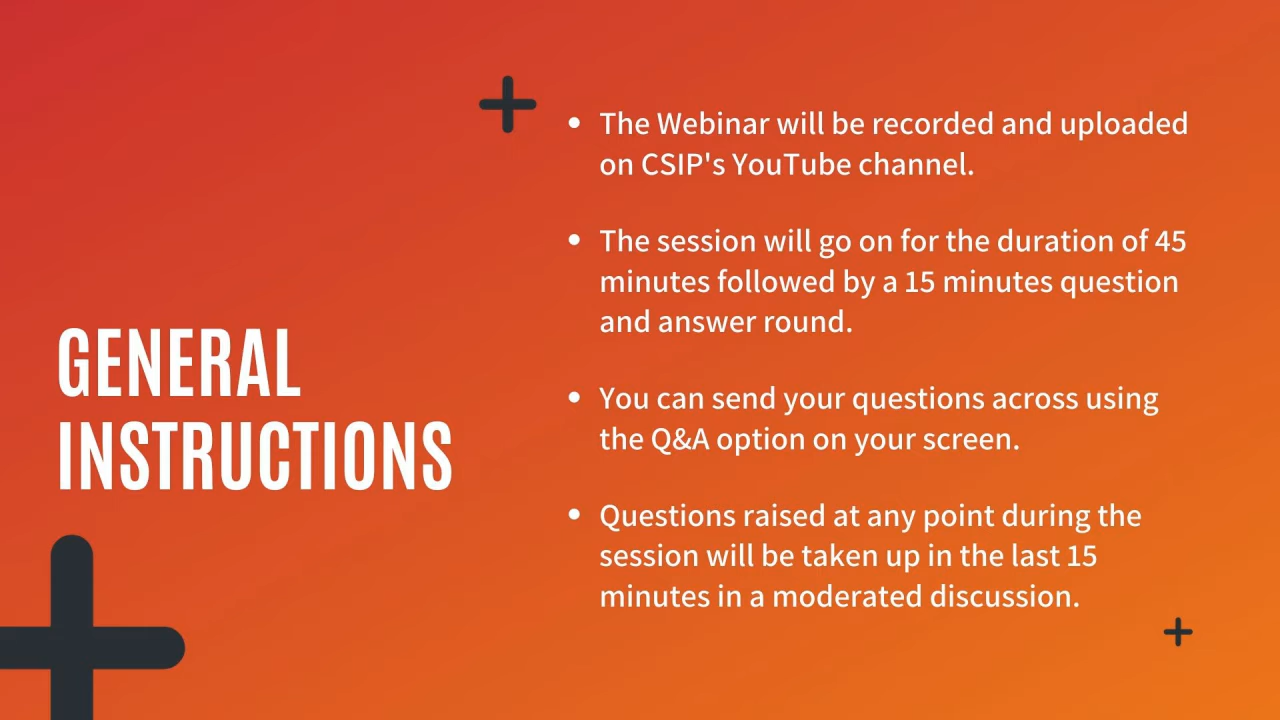 GENERAL
INSTRUCTIONS
• The Webinar will be recorded and uploaded
on CSIP's YouTube channel.
• The session will go on for the duration of 45
minutes followed by a 15 minutes question
and answer round.
• You can send your questions across using
the Q&A option on your screen.
• Questions raised at any point during the
session will be taken up in the last 15
minutes in a moderated discussion.